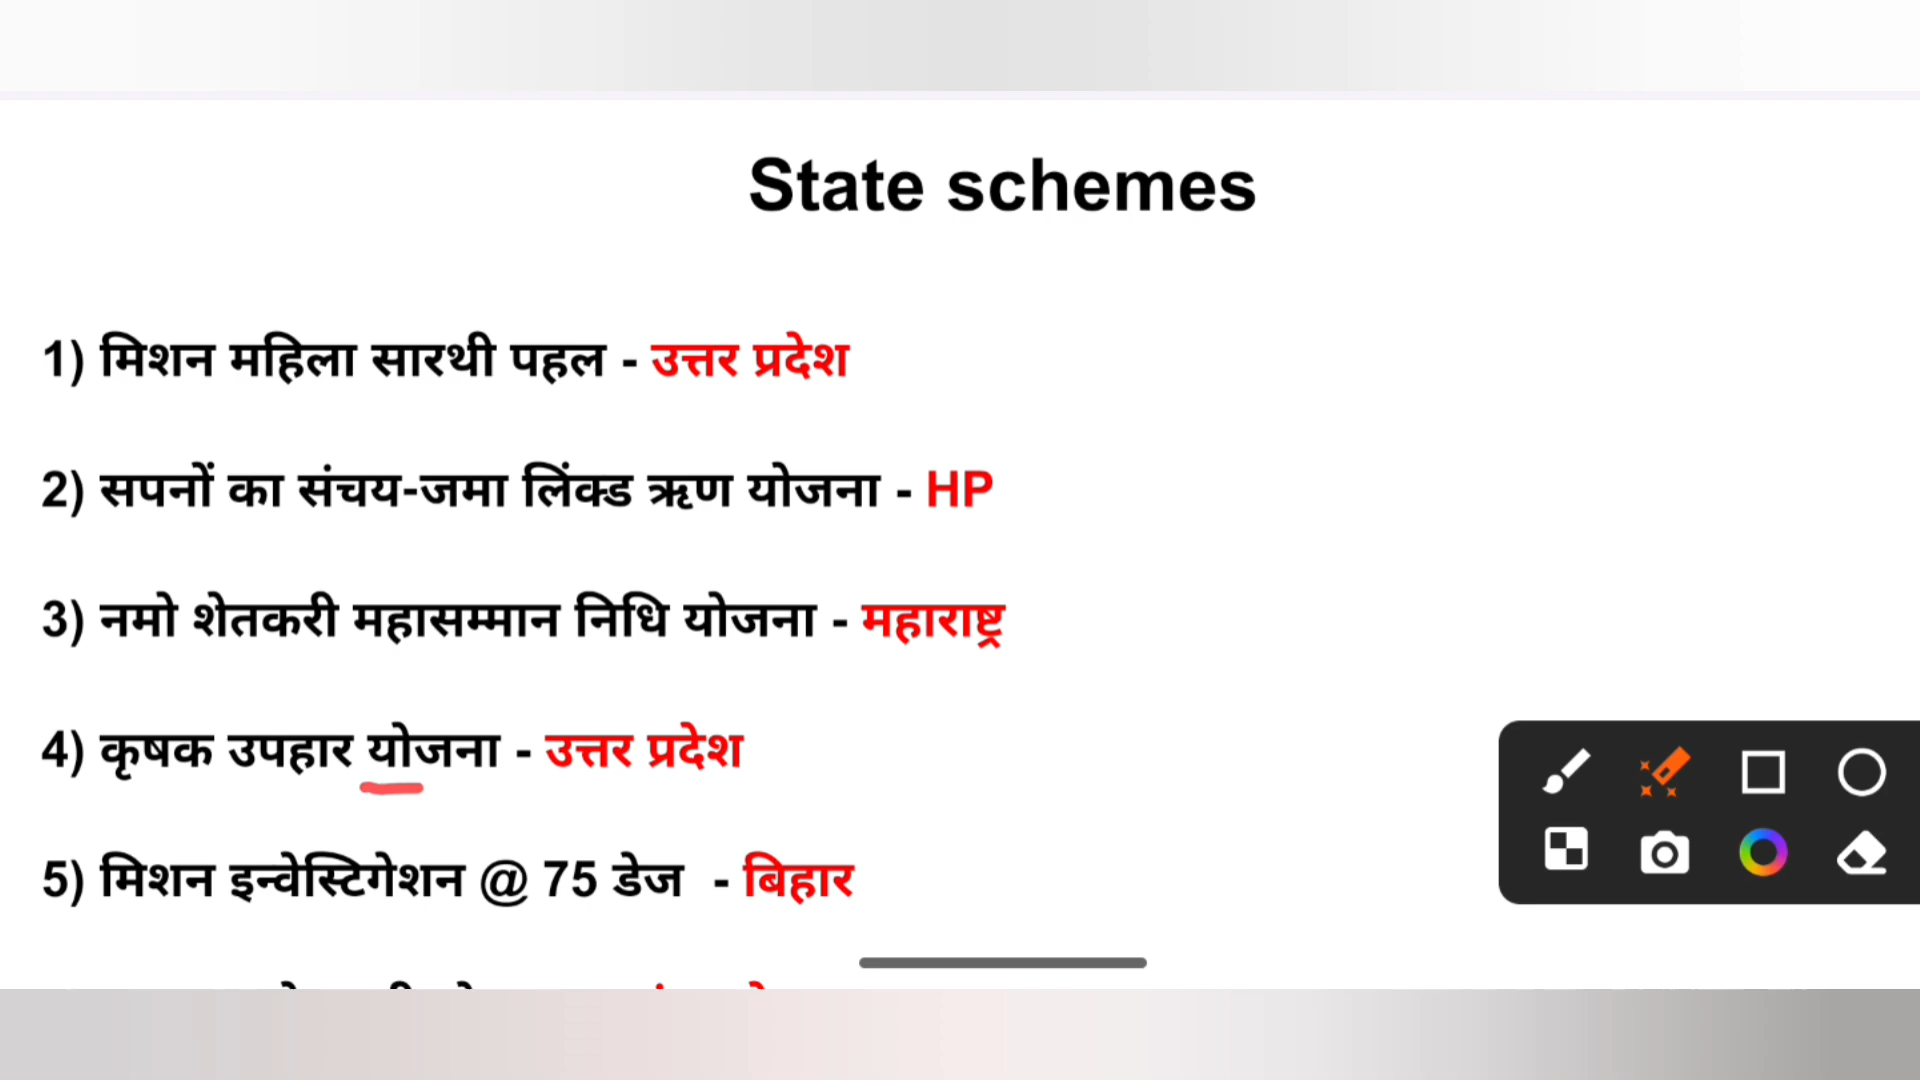 State schemes
1) मिशन महिला सारथी पहल - उत्तर प्रदेश
2) सपनों का संचय-जमा लिंक्ड ऋण योजना - HP
3) नमो शेतकरी महासम्मान निधि योजना - महाराष्ट्र
4) कृषक उपहार योजना - उत्तर प्रदेश
5) मिशन इन्वेस्टिगेशन @ 75 डेज - बिहार